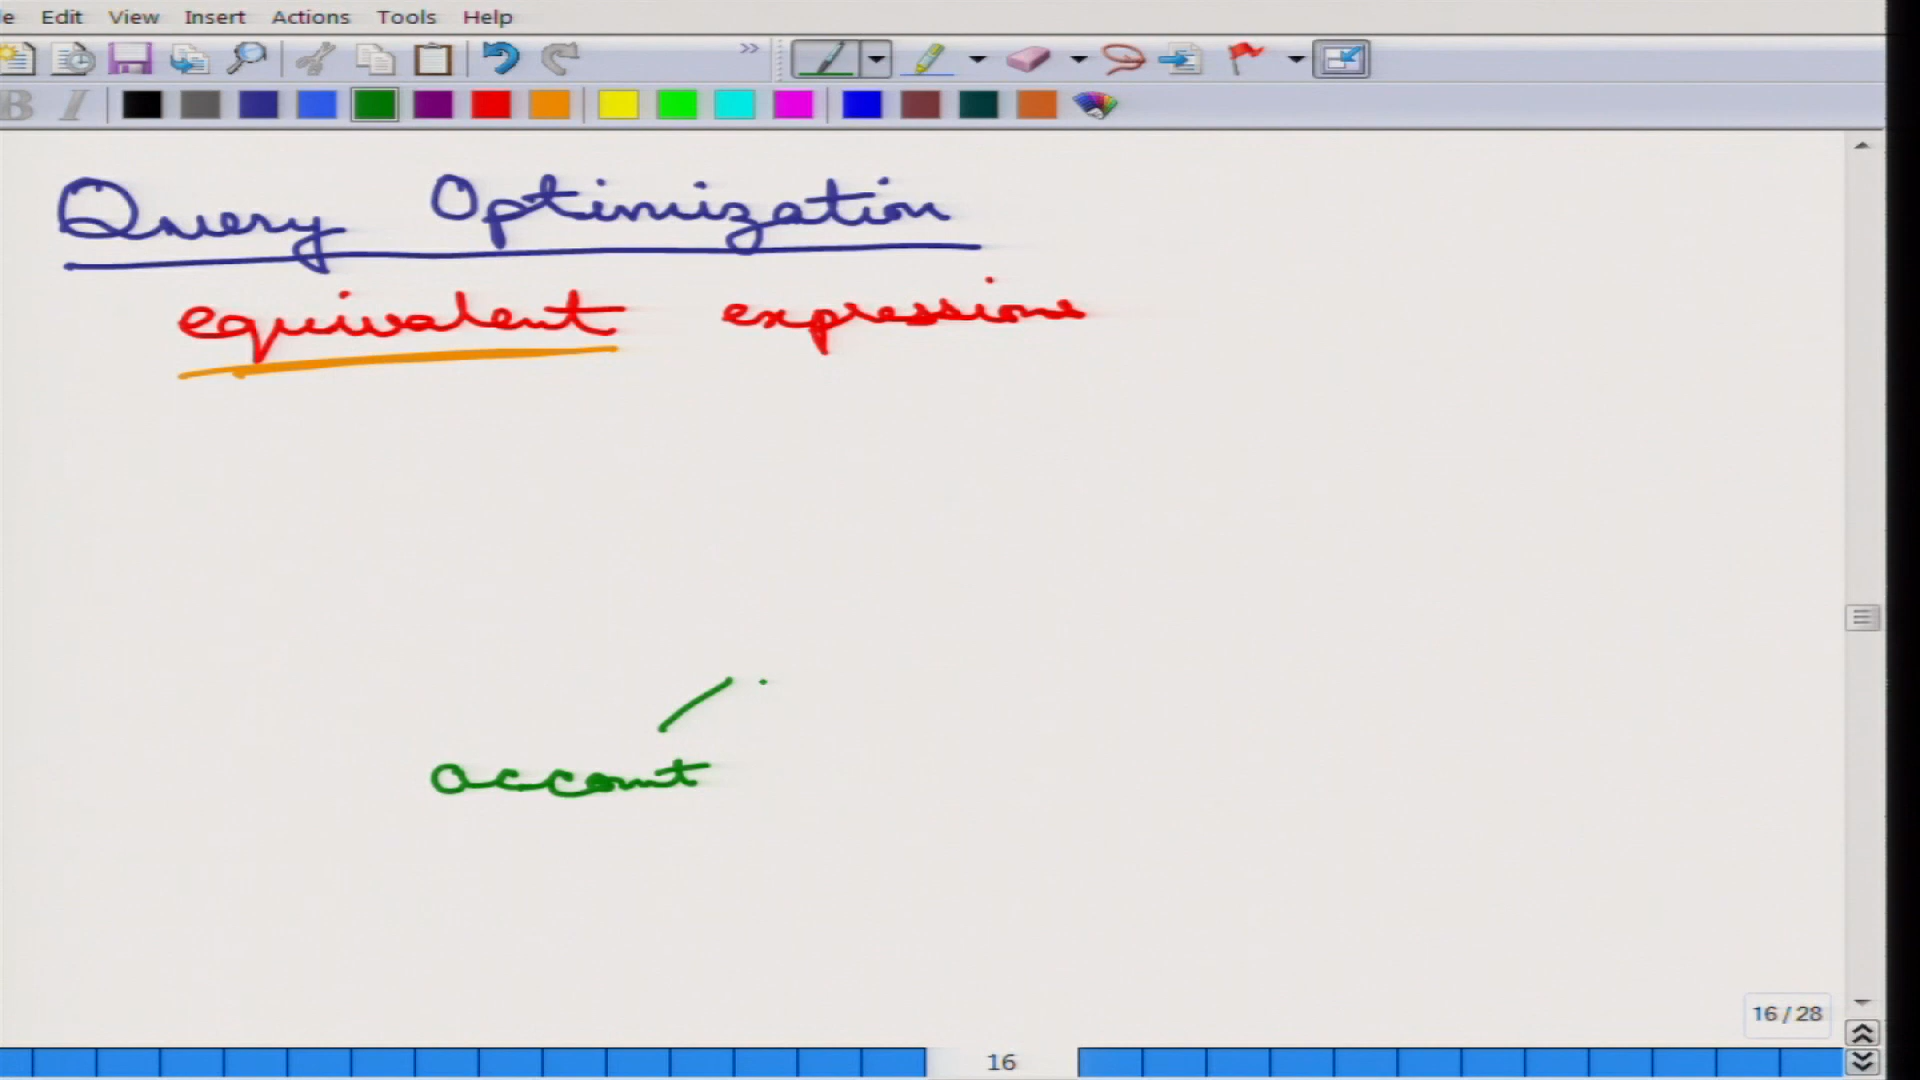 Edit View Insert Actions Tools Help
B I
Query Optimization
equivalent expressions
account
16 / 28
16